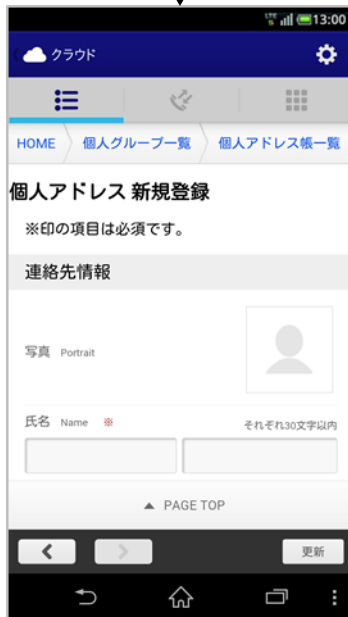 LTE 13:00
クラウド
HOME 個人グループ一覧 個人アドレス帳一覧
個人アドレス 新規登録
※印の項目は必須です。
連絡先情報
写真 Portrait
氏名 Name ※ それぞれ30文字以内
▲ PAGE TOP
更新